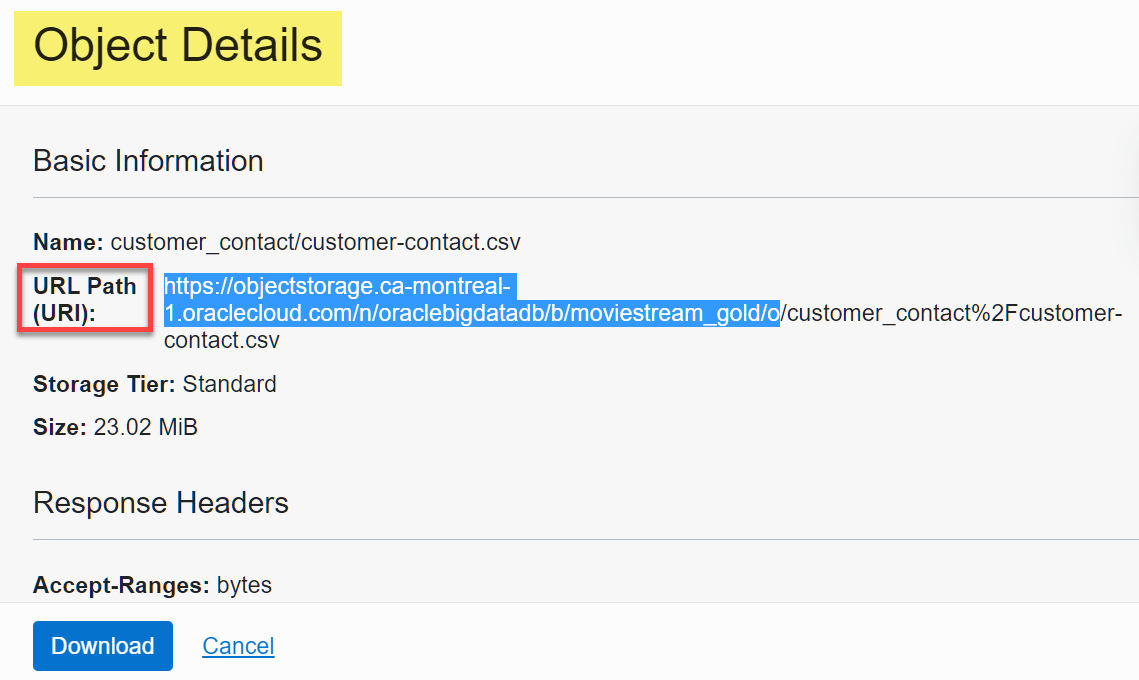 Object Details
Basic Information
Name: customer_contact/customer-contact.csv
URL Path https://objectstorage.ca-montreal-
(URI): 1.oraclecloud.com/n/oraclebigdatadb/b/moviestream_gold/o/customer_contact%2Fcustomer-
contact.csv
Storage Tier: Standard
Size: 23.02 MiB
Response Headers
Accept-Ranges: bytes
Download Cancel